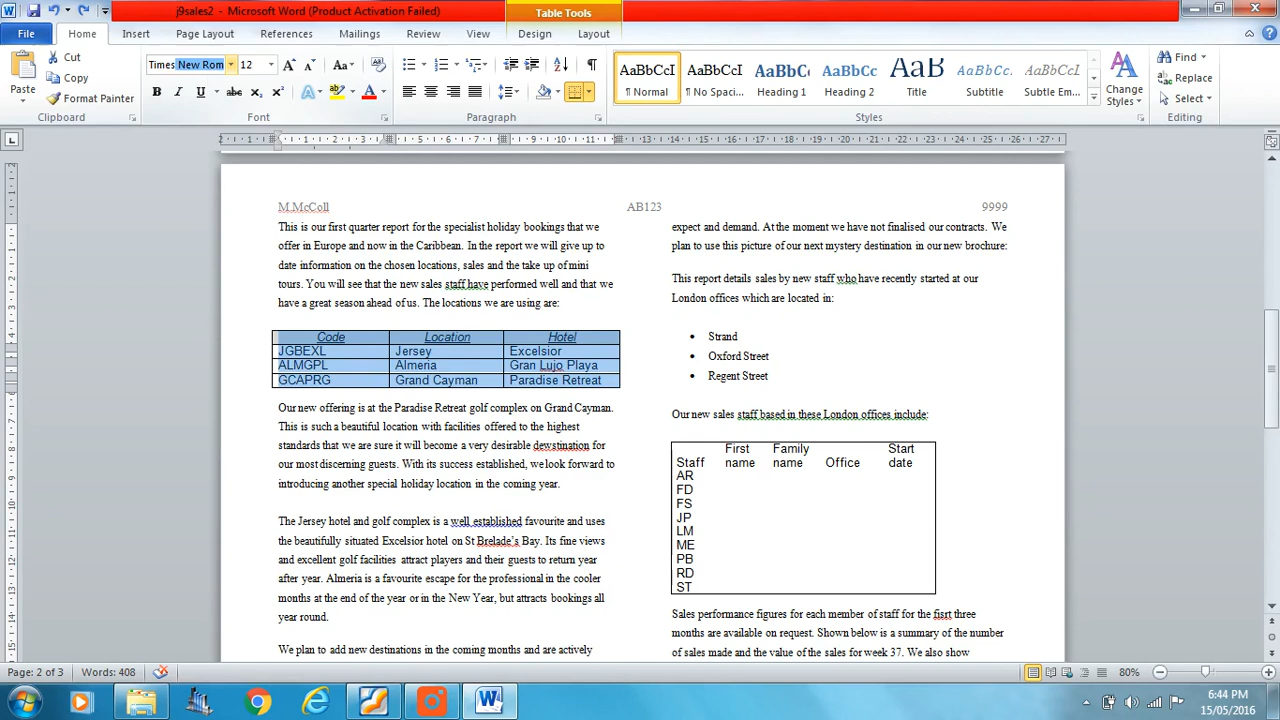 j9sales2 - Microsoft Word (Product Activation Failed)
Table Tools
File Home Insert Page Layout References Mailings Review View Design Layout
Paste
Cut
Copy
Format Painter
Clipboard
Times New Rom 12
Font
Paragraph
AaBbCcI AaBbCcI AaBbCc AaBbCc AaB AaBbCcI AaBbCcI
¶ Normal ¶ No Spaci... Heading 1 Heading 2 Title Subtitle Subtle Em...
Styles
Change Styles
Find
Replace
Select
Editing
M.McColl AB123 9999
This is our first quarter report for the specialist holiday bookings that we
offer in Europe and now in the Caribbean. In the report we will give up to
date information on the chosen locations, sales and the take up of mini
tours. You will see that the new sales staff have performed well and that we
have a great season ahead of us. The locations we are using are:
Code Location Hotel
JGBEXL Jersey Excelsior
ALMGPL Almeria Gran Lujo Playa
GCAPRG Grand Cayman Paradise Retreat
Our new offering is at the Paradise Retreat golf complex on Grand Cayman.
This is such a beautiful location with facilities offered to the highest
standards that we are sure it will become a very desirable dewstination for
our most discerning guests. With its success established, we look forward to
introducing another special holiday location in the coming year.
The Jersey hotel and golf complex is a well established favourite and uses
the beautifully situated Excelsior hotel on St Brelade's Bay. Its fine views
and excellent golf facilities attract players and their guests to return year
after year. Almeria is a favourite escape for the professional in the cooler
months at the end of the year or in the New Year, but attracts bookings all
year round.
We plan to add new destinations in the coming months and are actively
expect and demand. At the moment we have not finalised our contracts. We
plan to use this picture of our next mystery destination in our new brochure:
This report details sales by new staff who have recently started at our
London offices which are located in:
• Strand
• Oxford Street
• Regent Street
Our new sales staff based in these London offices include:
Staff First name Family name Office Start date
AR
FD
FS
JP
LM
ME
PB
RD
ST
Sales performance figures for each member of staff for the fisrt three
months are available on request. Shown below is a summary of the number
of sales made and the value of the sales for week 37. We also show
Page: 2 of 3 Words: 408 80%
6:44 PM
15/05/2016